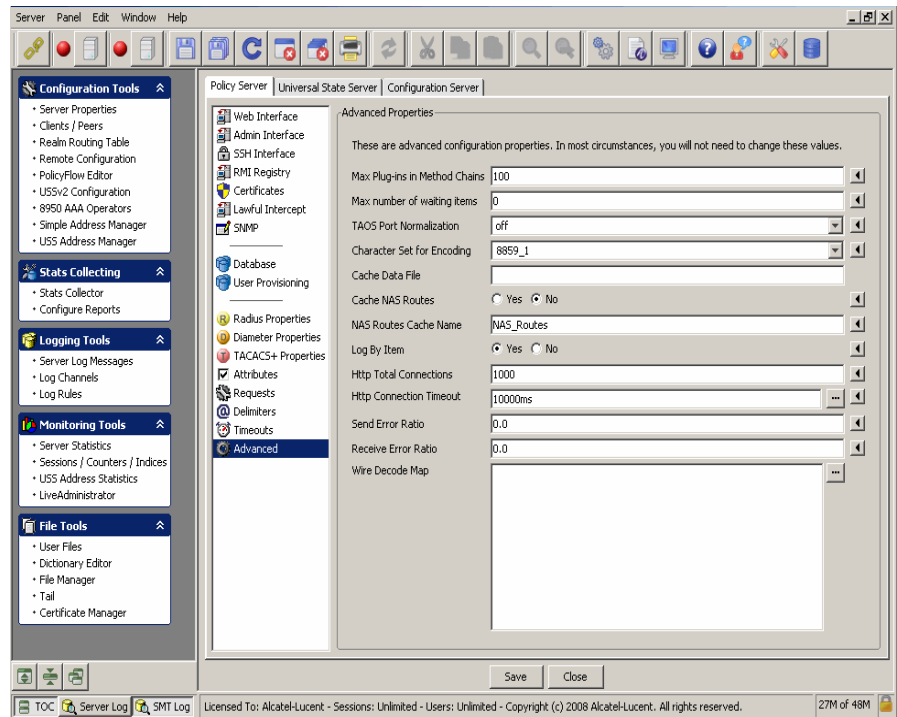 Server Panel Edit Window Help
Configuration Tools
Server Properties
Clients / Peers
Realm Routing Table
Remote Configuration
PolicyFlow Editor
USSv2 Configuration
8950 AAA Operators
Simple Address Manager
USS Address Manager
Stats Collecting
Stats Collector
Configure Reports
Logging Tools
Server Log Messages
Log Channels
Log Rules
Monitoring Tools
Server Statistics
Sessions / Counters / Indices
USS Address Statistics
LiveAdministrator
File Tools
User Files
Dictionary Editor
File Manager
Tail
Certificate Manager
Policy Server Universal State Server Configuration Server
Web Interface
Admin Interface
SSH Interface
RMI Registry
Certificates
Lawful Intercept
SNMP
Database
User Provisioning
Radius Properties
Diameter Properties
TACACS+ Properties
Attributes
Requests
Delimiters
Timeouts
Advanced
Advanced Properties
These are advanced configuration properties. In most circumstances, you will not need to change these values.
Max Plug-ins in Method Chains 100
Max number of waiting items 0
TAOS Port Normalization off
Character Set for Encoding 8859_1
Cache Data File
Cache NAS Routes Yes No
NAS Routes Cache Name NAS_Routes
Log By Item Yes No
Http Total Connections 1000
Http Connection Timeout 10000ms ...
Send Error Ratio 0.0
Receive Error Ratio 0.0
Wire Decode Map ...
Save Close
TOC Server Log SMT Log Licensed To: Alcatel-Lucent - Sessions: Unlimited - Users: Unlimited - Copyright (c) 2008 Alcatel-Lucent. All rights reserved. 27M of 48M